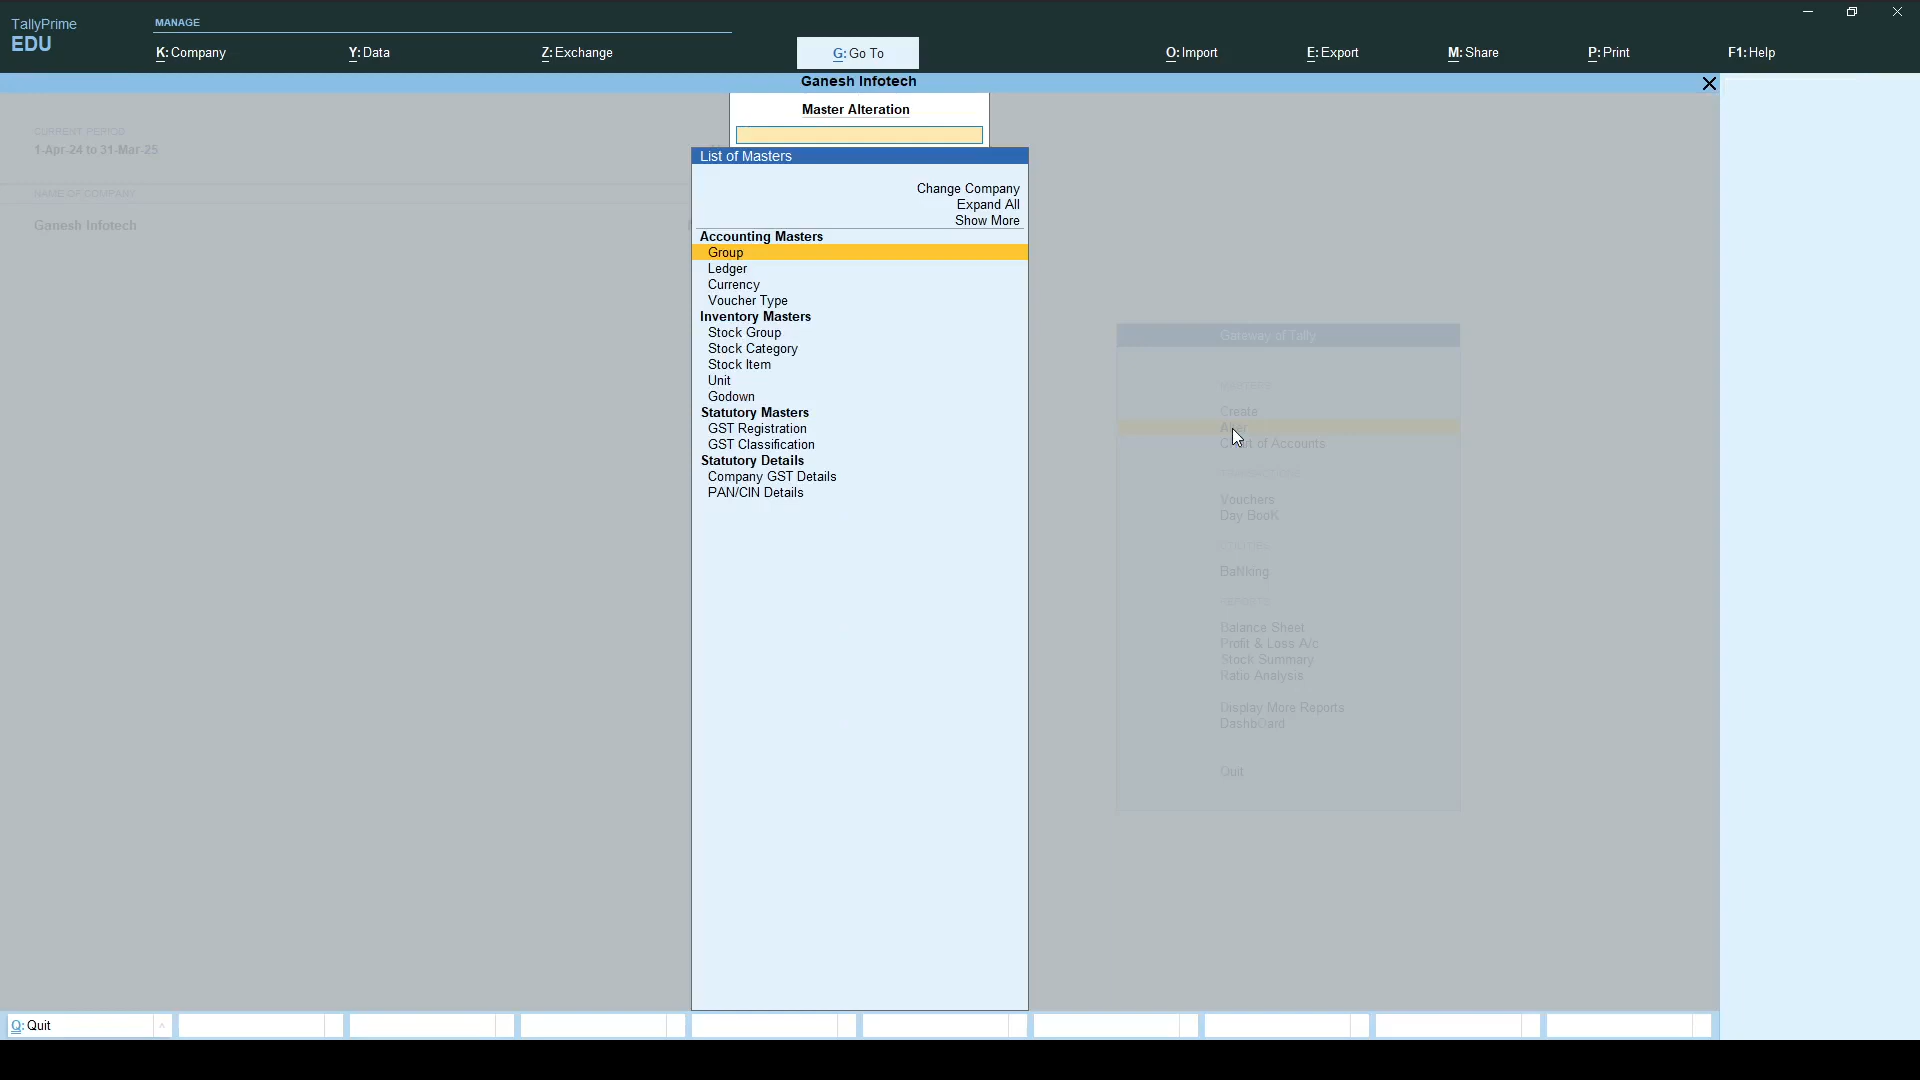 TallyPrime
EDU
MANAGE
K: Company
Y: Data
Z: Exchange
G: Go To
O: Import
E: Export
M: Share
P: Print
F1: Help
Ganesh Infotech
CURRENT PERIOD
1-Apr-24 to 31-Mar-25
NAME OF COMPANY
Ganesh Infotech
Master Alteration
List of Masters
Change Company
Expand All
Show More
Accounting Masters
Group
Ledger
Currency
Voucher Type
Inventory Masters
Stock Group
Stock Category
Stock Item
Unit
Godown
Statutory Masters
GST Registration
GST Classification
Statutory Details
Company GST Details
PAN/CIN Details
Gateway of Tally
MASTERS
Create
Alter
Chart of Accounts
TRANSACTIONS
Vouchers
Day BooK
UTILITIES
BaNking
REPORTS
Balance Sheet
Profit & Loss A/c
Stock Summary
Ratio Analysis
Display More Reports
DashbOard
Quit
Q: Quit